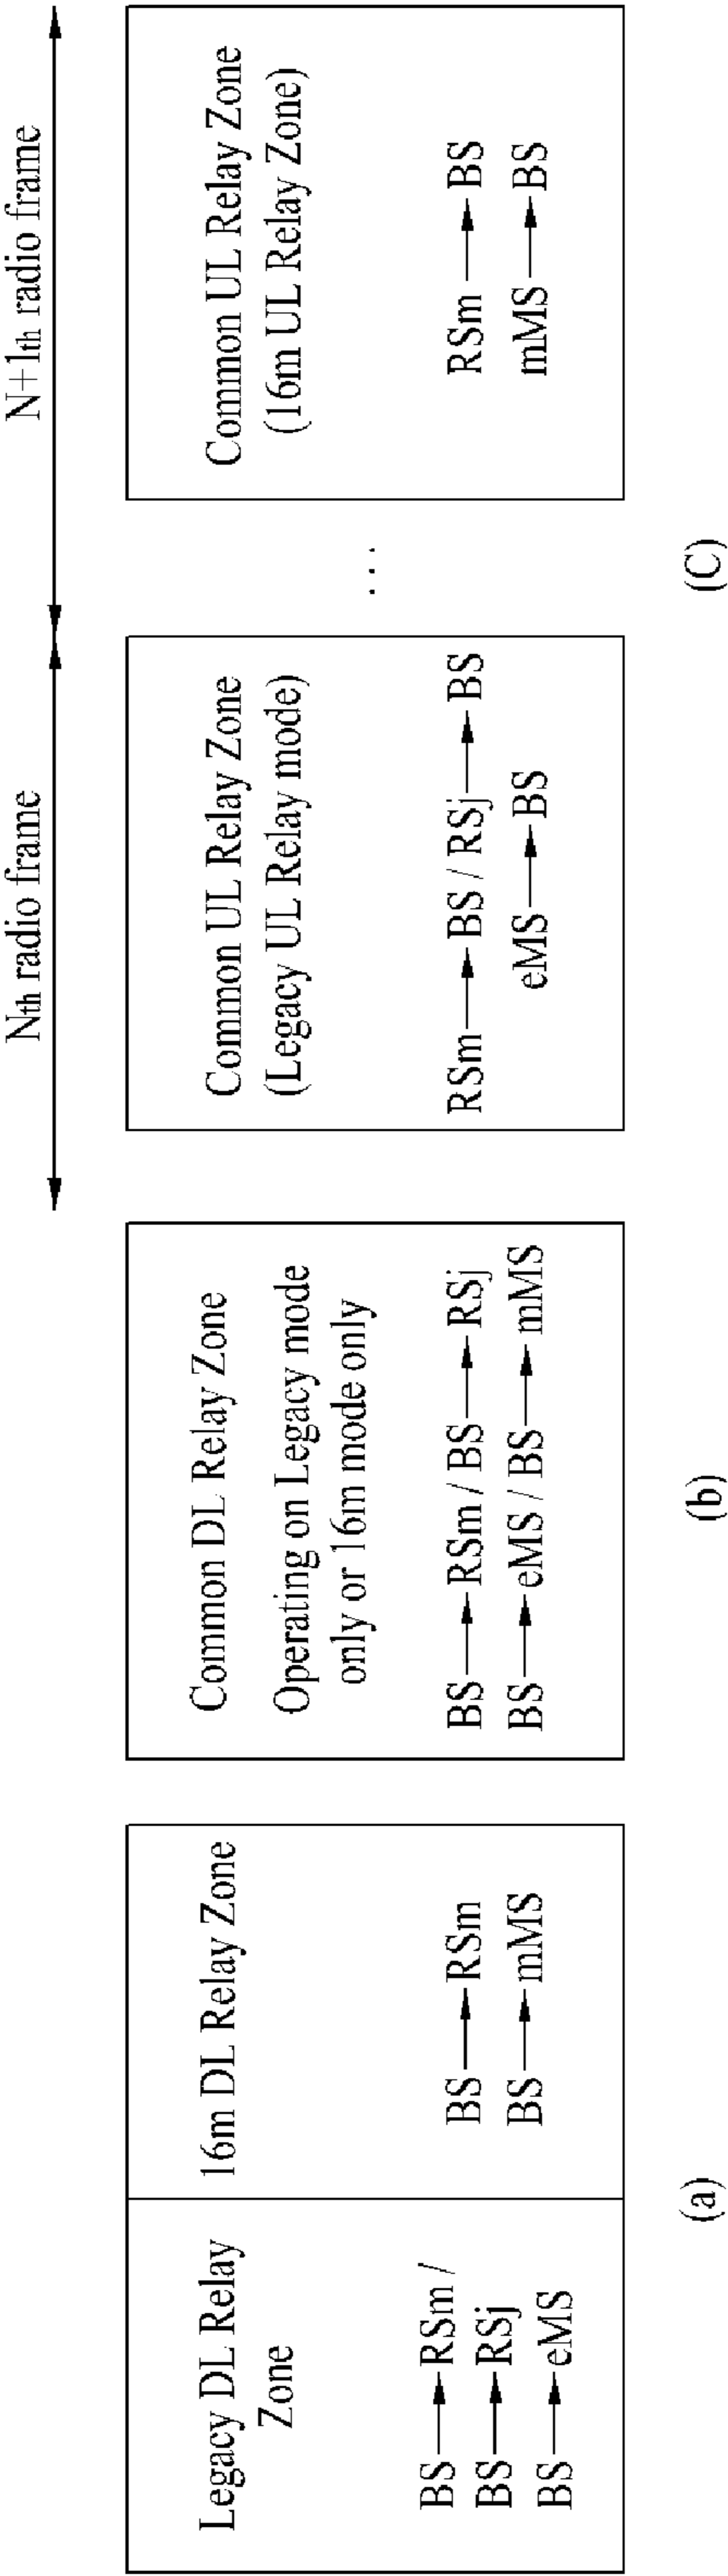 Legacy DL Relay
Zone
BS RSm /
BS RSj
BS eMS
16m DL Relay Zone
BS RSm
BS mMS
(a)
Common DL Relay Zone
Operating on Legacy mode
only or 16m mode only
BS RSm / BS RSj
BS eMS / BS mMS
(b)
Nth radio frame
Common UL Relay Zone
(Legacy UL Relay mode)
RSm BS / RSj BS
eMS BS
...
N+1th radio frame
Common UL Relay Zone
(16m UL Relay Zone)
RSm BS
mMS BS
(C)